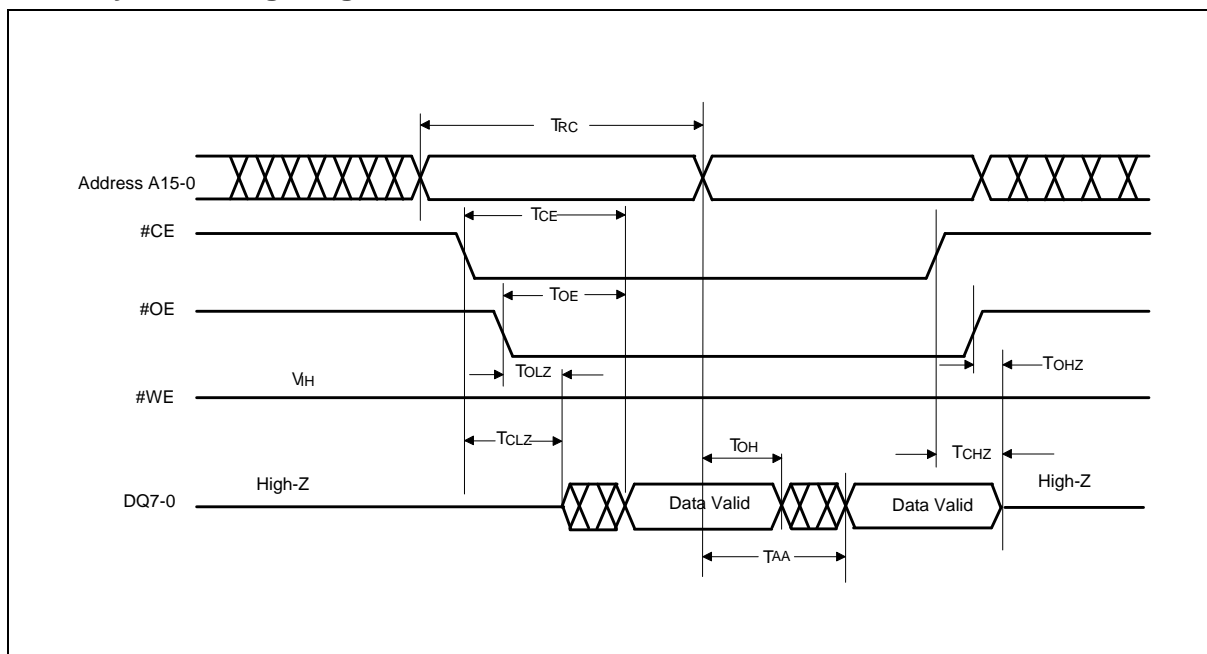 TRC
Address A15-0
TCE
#CE
TOE
#OE
TOLZ
TOHZ
VIH
#WE
TCLZ
TOH
TCHZ
High-Z
High-Z
DQ7-0
Data Valid
Data Valid
TAA